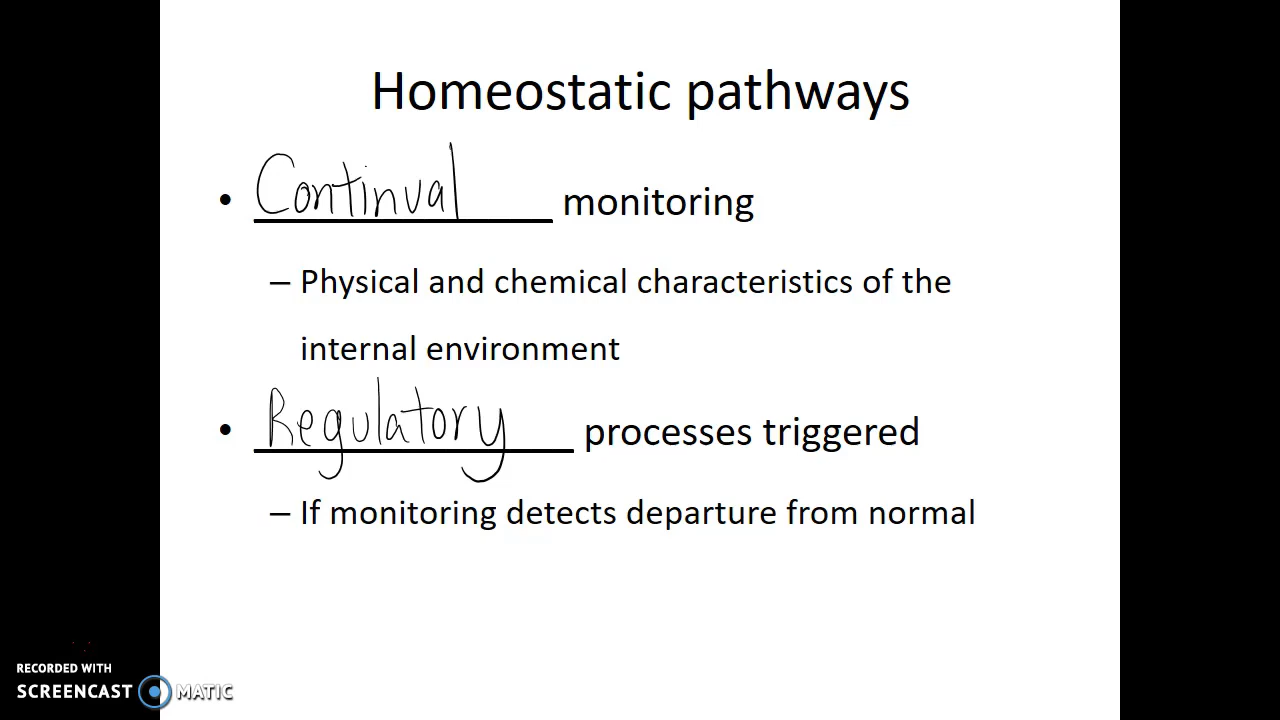 Homeostatic pathways
• Continual monitoring
– Physical and chemical characteristics of the
internal environment
• Regulatory processes triggered
– If monitoring detects departure from normal
RECORDED WITH
SCREENCAST MATIC